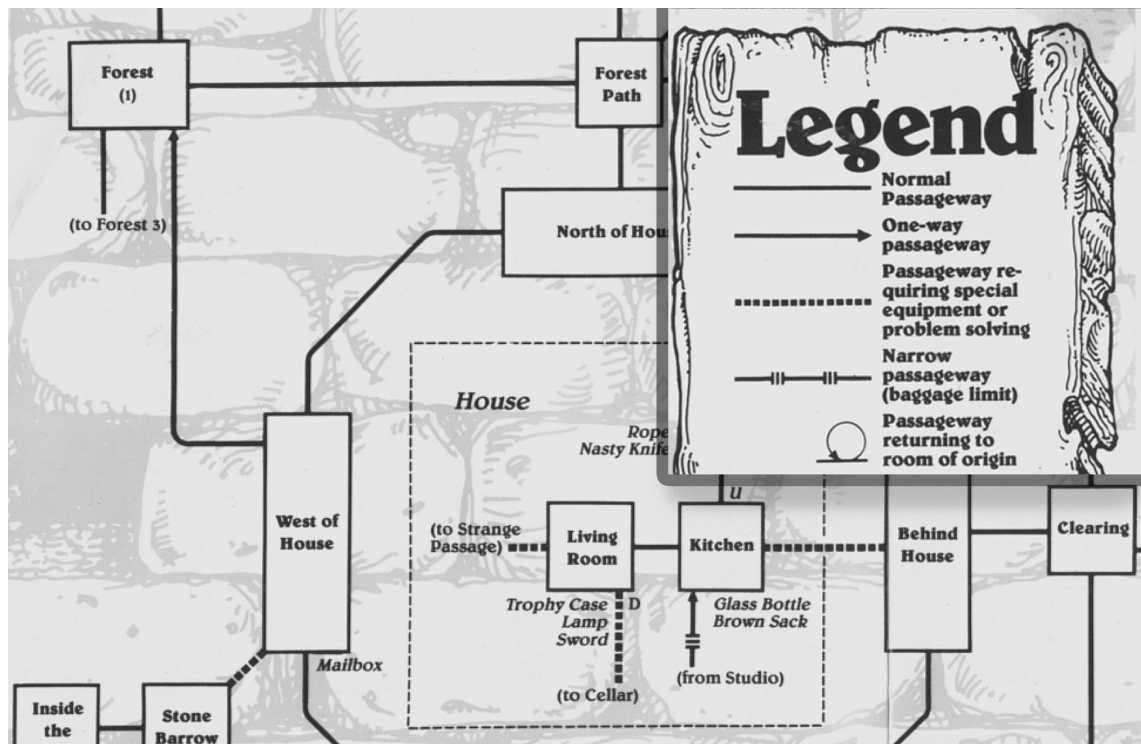 Forest
(1)
Forest
Path
(to Forest 3)
North of Hou
House
Rope
Nasty Knife
u
West of
House
(to Strange
Passage)
Living
Room
Kitchen
Behind
House
Clearing
Trophy Case
Lamp
Sword
D
Glass Bottle
Brown Sack
(from Studio)
(to Cellar)
Mailbox
Inside
the
Stone
Barrow
Legend
Normal
Passageway
One-way
passageway
Passageway re-
quiring special
equipment or
problem solving
Narrow
passageway
(baggage limit)
Passageway
returning to
room of origin